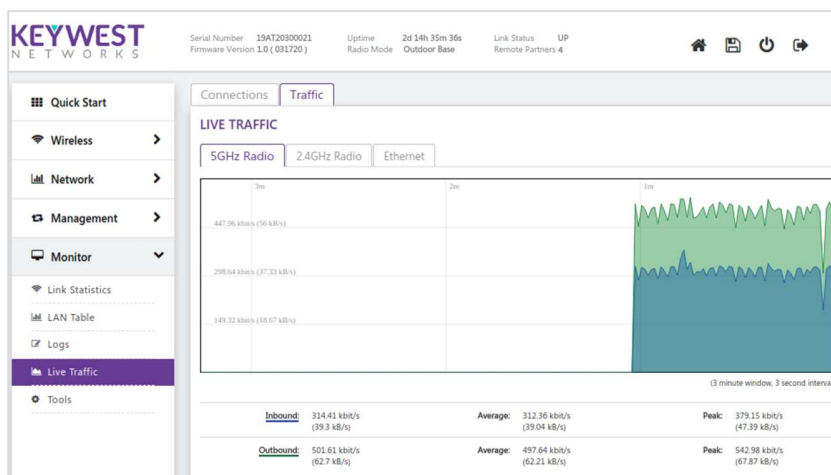 KEYWEST
NETWORKS
Serial Number 19AT20300021 Uptime 2d 14h 35m 36s Link Status UP
Firmware Version 1.0 ( 031720 ) Radio Mode Outdoor Base Remote Partners 4
Quick Start
Wireless
Network
Management
Monitor
Link Statistics
LAN Table
Logs
Live Traffic
Tools
Connections Traffic
LIVE TRAFFIC
5GHz Radio 2.4GHz Radio Ethernet
3m 2m 1m
447.96 kbit/s (56 kB/s)
298.64 kbit/s (37.33 kB/s)
149.32 kbit/s (18.67 kB/s)
(3 minute window, 3 second interva
Inbound: 314.41 kbit/s Average: 312.36 kbit/s Peak: 379.15 kbit/s
(39.3 kB/s) (39.04 kB/s) (47.39 kB/s)
Outbound: 501.61 kbit/s Average: 497.64 kbit/s Peak: 542.98 kbit/s
(62.7 kB/s) (62.21 kB/s) (67.87 kB/s)